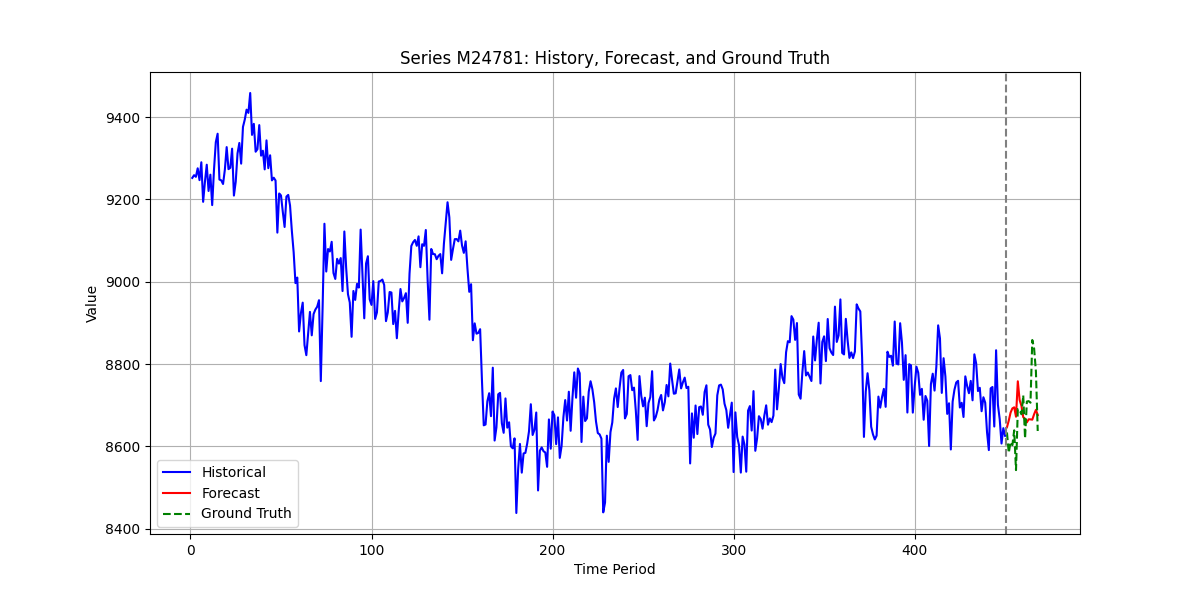 Series M24781: History, Forecast, and Ground Truth
9400
9200
9000
8800
8600
8400
Value
Historical
Forecast
Ground Truth
0
100
200
300
400
Time Period